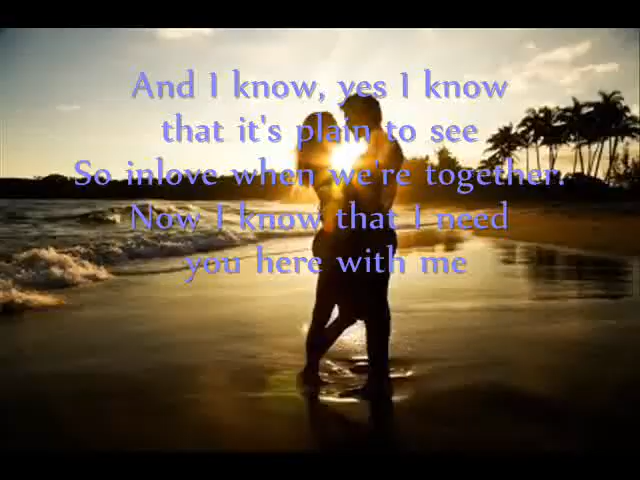 And I know, yes I know
that it's plain to see
So inlove when we're together.
Now I know that I need
you here with me